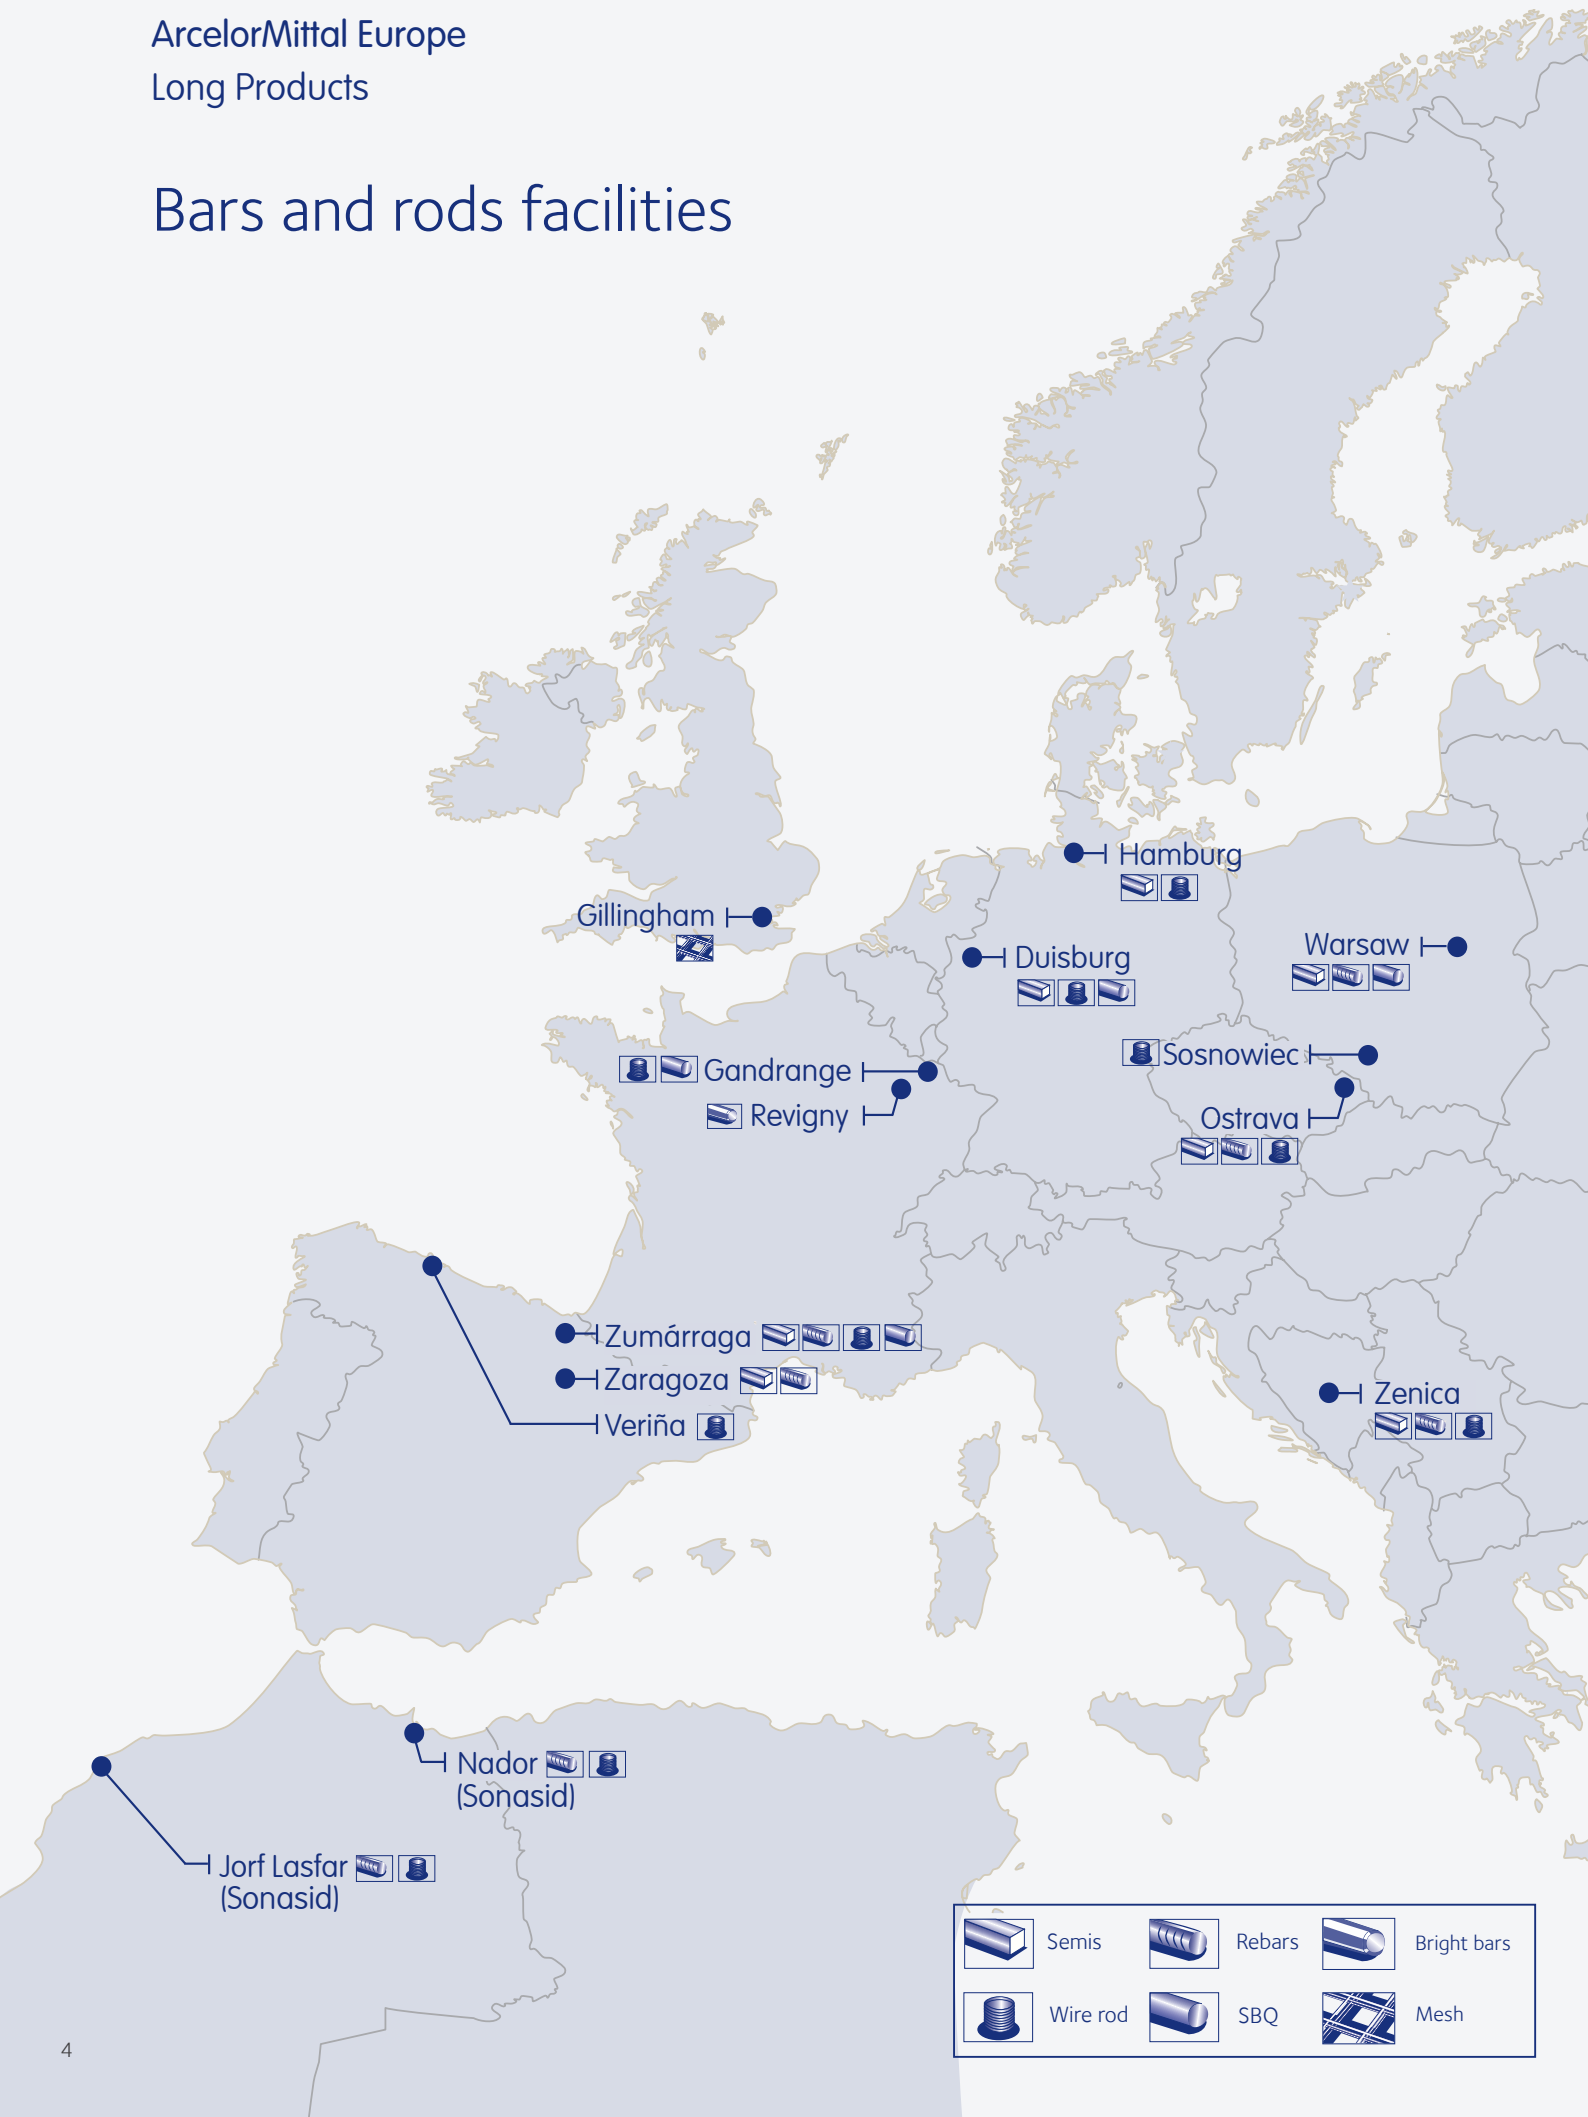 ArcelorMittal Europe
Long Products
Bars and rods facilities
Hamburg
Gillingham
Warsaw
Duisburg
Sosnowiec
Gandrange
Revigny
Ostrava
Zumárraga
Zaragoza
Zenica
Veriña
Nador
(Sonasid)
Jorf Lasfar
(Sonasid)
Semis
Rebars
Bright bars
Wire rod
SBQ
Mesh
4